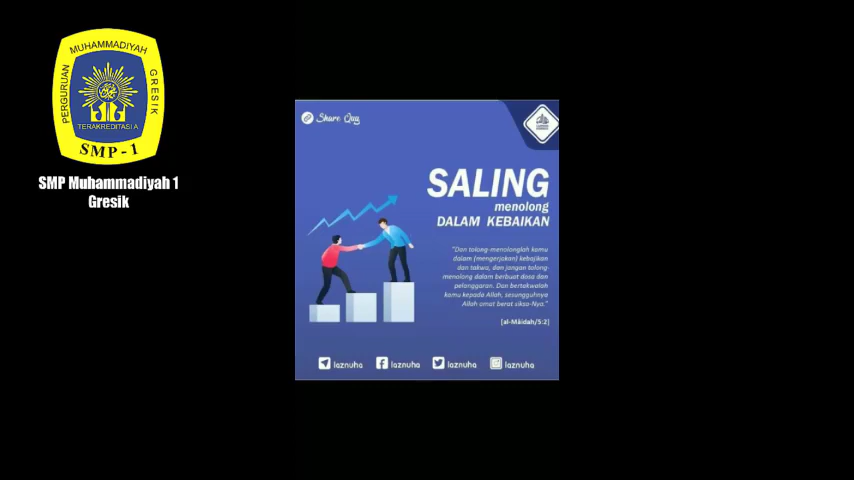 PERGURUAN MUHAMMADIYAH GRESIK
TERAKREDITASI A
SMP-1
SMP Muhammadiyah 1
Gresik
Share Quy
SALING
menolong
DALAM KEBAIKAN
"Dan tolong-menolonglah kamu
dalam (mengerjakan) kebajikan
dan takwa, dan jangan tolong-
menolong dalam berbuat dosa dan
pelanggaran. Dan bertakwalah
kamu kepada Allah, sesungguhnya
Allah amat berat siksa-Nya."
[al-Mâidah/5:2]
laznuha
laznuha
laznuha
laznuha